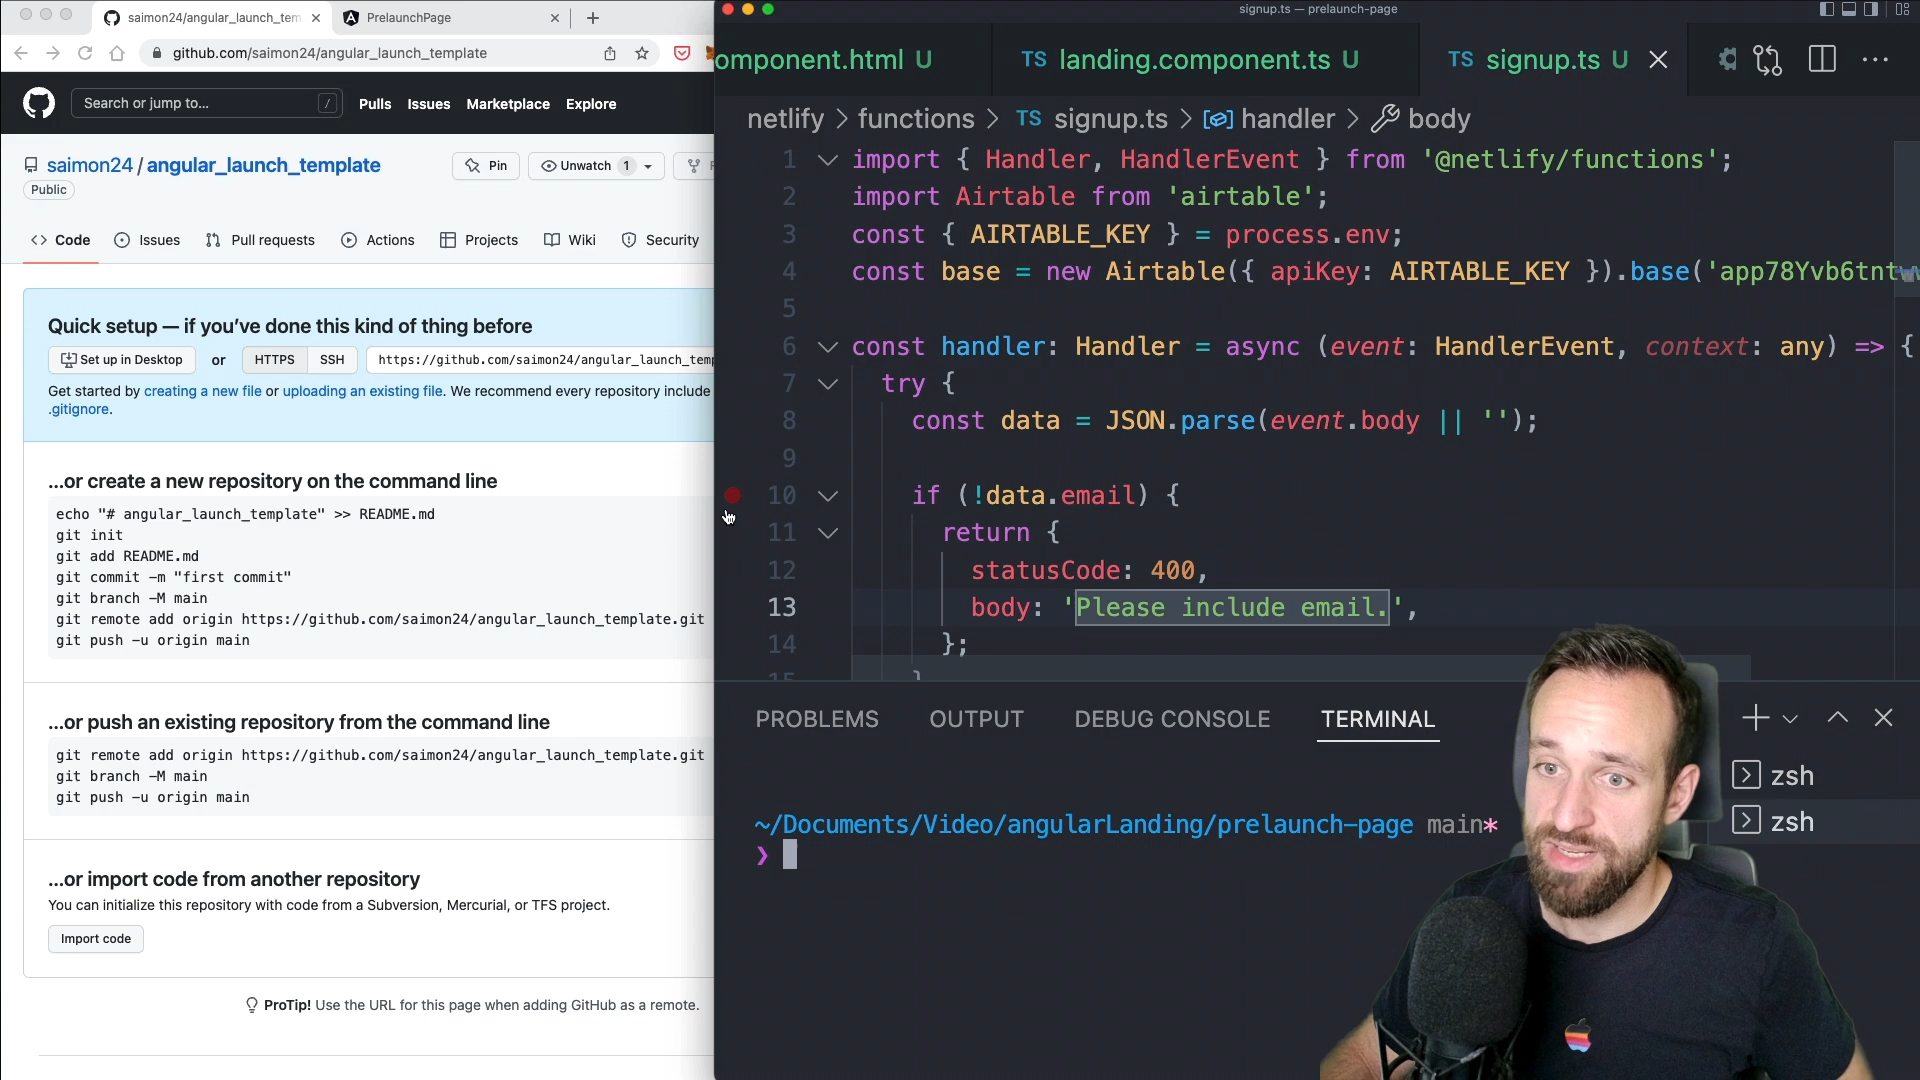 saimon24/angular_launch_tem
PrelaunchPage
github.com/saimon24/angular_launch_template
Search or jump to...
/
Pulls
Issues
Marketplace
Explore
saimon24 / angular_launch_template
Public
Pin
Unwatch
1
Code
Issues
Pull requests
Actions
Projects
Wiki
Security
Quick setup — if you've done this kind of thing before
Set up in Desktop
or
HTTPS
SSH
https://github.com/saimon24/angular_launch_temp
Get started by creating a new file or uploading an existing file. We recommend every repository include
.gitignore.
...or create a new repository on the command line
echo "# angular_launch_template" >> README.md
git init
git add README.md
git commit -m "first commit"
git branch -M main
git remote add origin https://github.com/saimon24/angular_launch_template.git
git push -u origin main
...or push an existing repository from the command line
git remote add origin https://github.com/saimon24/angular_launch_template.git
git branch -M main
git push -u origin main
...or import code from another repository
You can initialize this repository with code from a Subversion, Mercurial, or TFS project.
Import code
ProTip! Use the URL for this page when adding GitHub as a remote.
signup.ts — prelaunch-page
omponent.html U
TS landing.component.ts U
TS signup.ts U
netlify > functions > TS signup.ts > handler > body
1 import { Handler, HandlerEvent } from '@netlify/functions';
2 import Airtable from 'airtable';
3 const { AIRTABLE_KEY } = process.env;
4 const base = new Airtable({ apiKey: AIRTABLE_KEY }).base('app78Yvb6tntw
5
6 const handler: Handler = async (event: HandlerEvent, context: any) => {
7 try {
8 const data = JSON.parse(event.body || '');
9
10 if (!data.email) {
11 return {
12 statusCode: 400,
13 body: 'Please include email.',
14 };
15 }
PROBLEMS
OUTPUT
DEBUG CONSOLE
TERMINAL
zsh
zsh
~/Documents/Video/angularLanding/prelaunch-page main*
❯